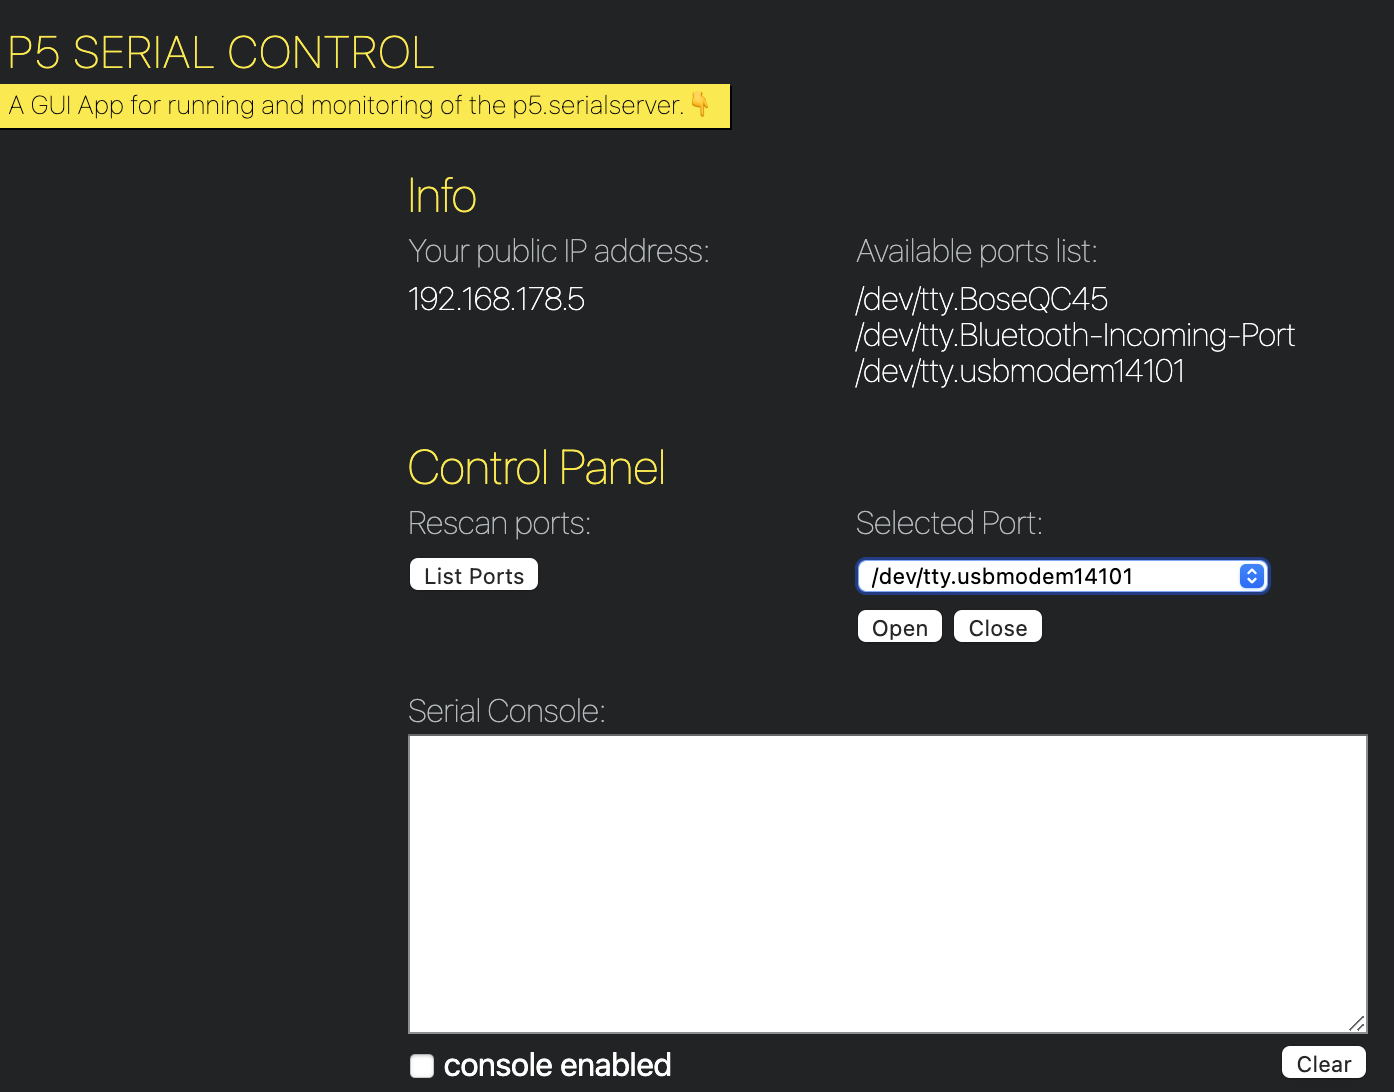 P5 SERIAL CONTROL
A GUI App for running and monitoring of the p5.serialserver.👇
Info
Your public IP address:
192.168.178.5
Available ports list:
/dev/tty.BoseQC45
/dev/tty.Bluetooth-Incoming-Port
/dev/tty.usbmodem14101
Control Panel
Rescan ports:
List Ports
Selected Port:
/dev/tty.usbmodem14101
Open Close
Serial Console:
console enabled
Clear